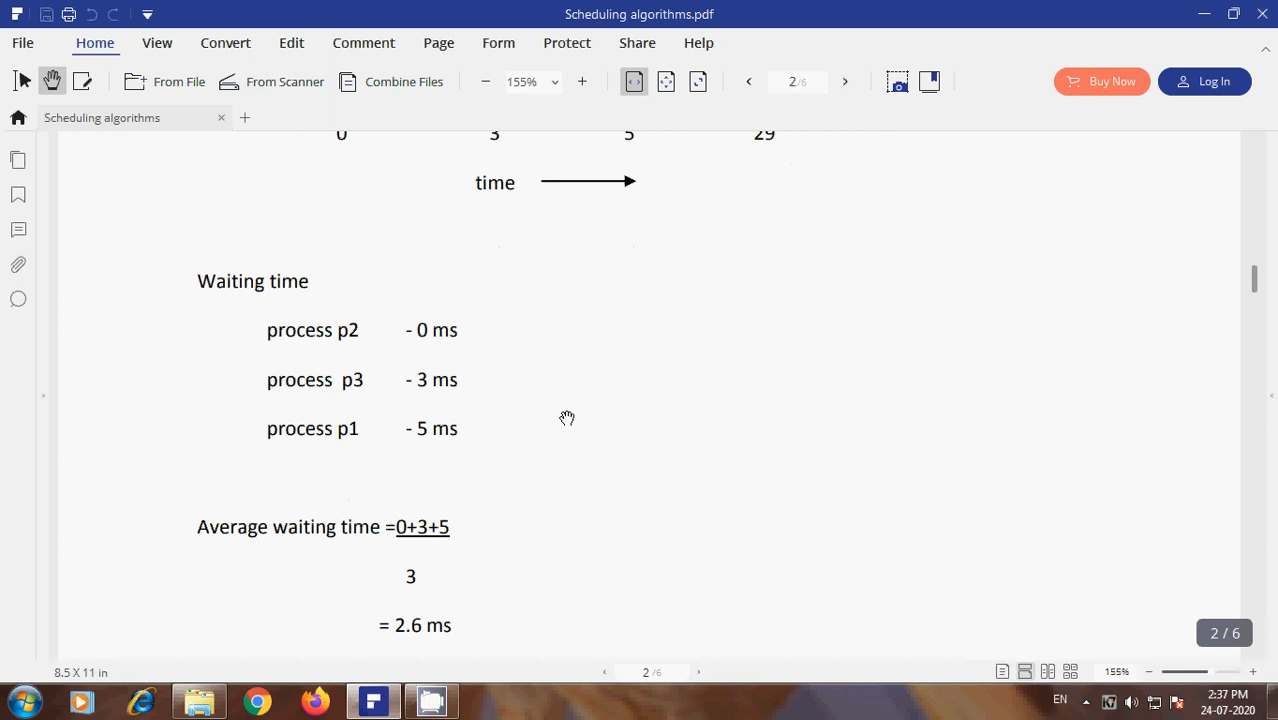 Scheduling algorithms.pdf
File Home View Convert Edit Comment Page Form Protect Share Help
From File From Scanner Combine Files 155% 2/6 Buy Now Log In
Scheduling algorithms
0 3 5 29
time
Waiting time
process p2 - 0 ms
process p3 - 3 ms
process p1 - 5 ms
Average waiting time =0+3+5
3
= 2.6 ms
2 / 6
8.5 X 11 in 2/6 155%
EN 2:37 PM
24-07-2020